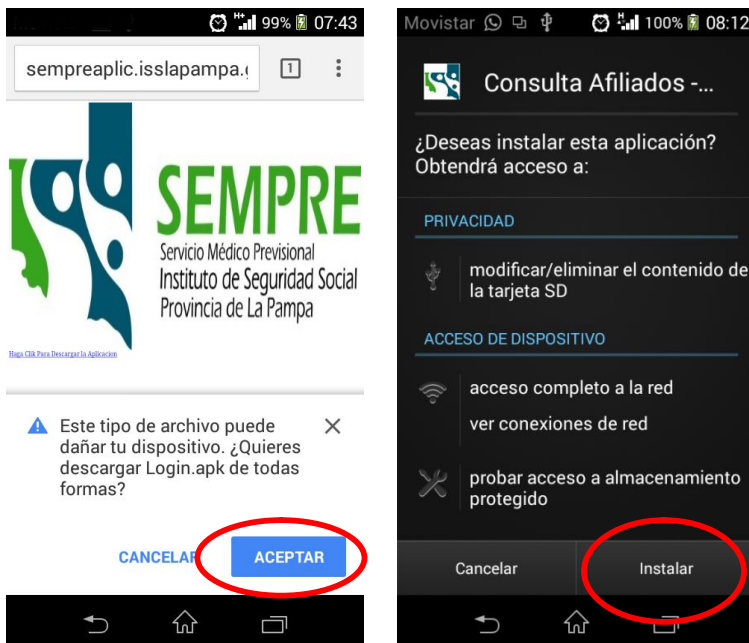 99% 07:43
sempreaplic.isslapampa.g
1
SEMPRE
Servicio Médico Previsional
Instituto de Seguridad Social
Provincia de La Pampa
Haga Clik Para Descargar la Aplicacion
Este tipo de archivo puede
dañar tu dispositivo. ¿Quieres
descargar Login.apk de todas
formas?
CANCELAR ACEPTAR
Movistar H 100% 08:12
Consulta Afiliados -...
¿Deseas instalar esta aplicación?
Obtendrá acceso a:
PRIVACIDAD
modificar/eliminar el contenido de
la tarjeta SD
ACCESO DE DISPOSITIVO
acceso completo a la red
ver conexiones de red
probar acceso a almacenamiento
protegido
Cancelar Instalar